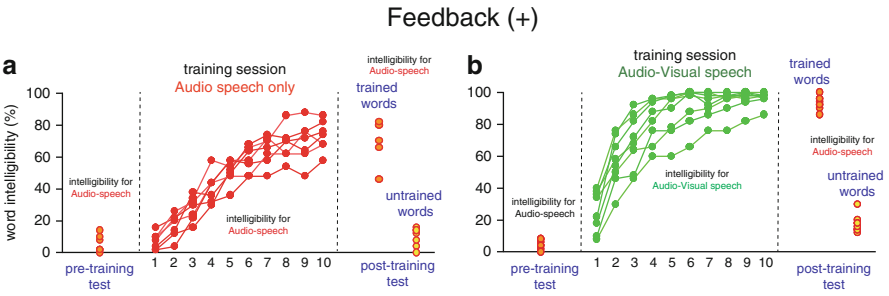 Feedback (+)
a
training session
Audio speech only
intelligibility for
Audio-speech
trained
words
word intelligibility (%)
100
80
60
40
20
0
intelligibility for
Audio-speech
intelligibility for
Audio-speech
untrained
words
pre-training
test
1 2 3 4 5 6 7 8 9 10
post-training
test
b
training session
Audio-Visual speech
trained
words
100
80
60
40
20
0
intelligibility for
Audio-speech
intelligibility for
Audio-Visual speech
intelligibility for
Audio-speech
untrained
words
pre-training
test
1 2 3 4 5 6 7 8 9 10
post-training
test